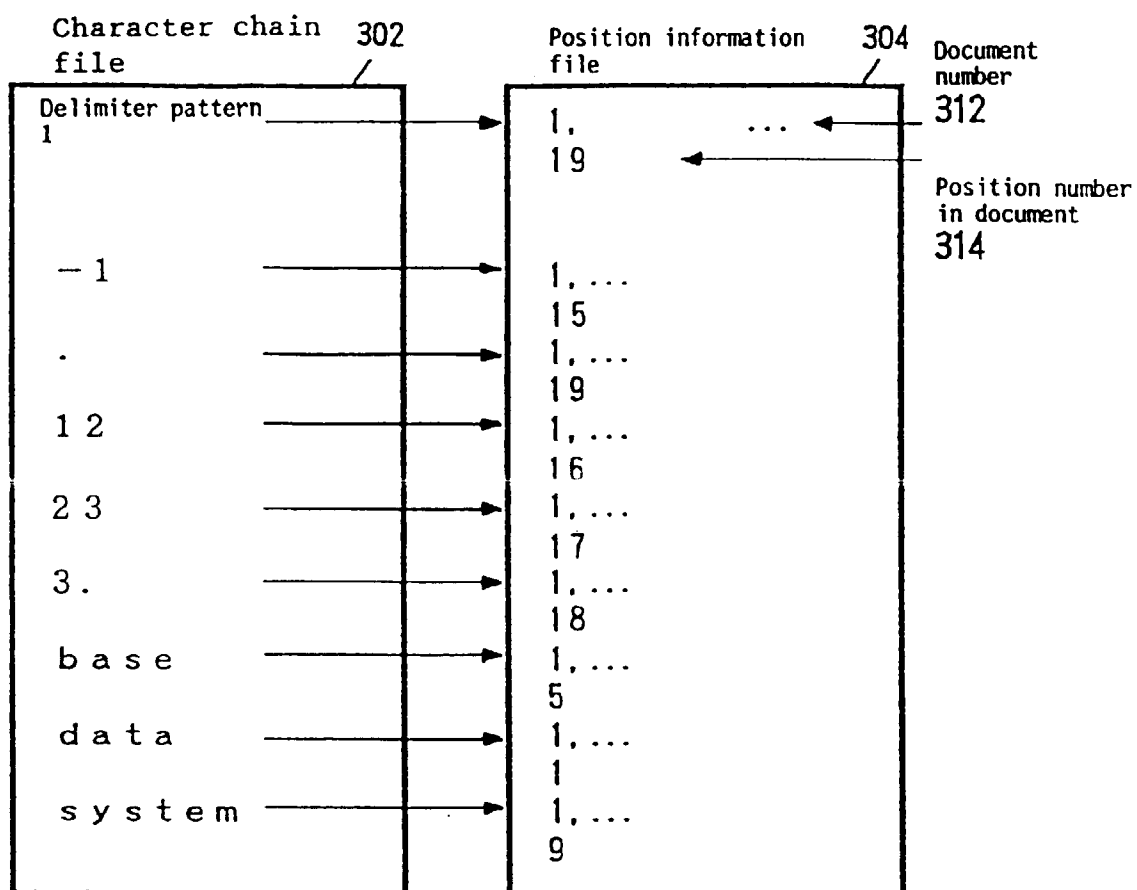 Character chain file 302
Position information file 304
Document number 312
Delimiter pattern 1
1, ...
19
Position number in document 314
-1
1, ...
15
.
1, ...
19
12
1, ...
16
23
1, ...
17
3.
1, ...
18
base
1, ...
5
data
1, ...
1
system
1, ...
9